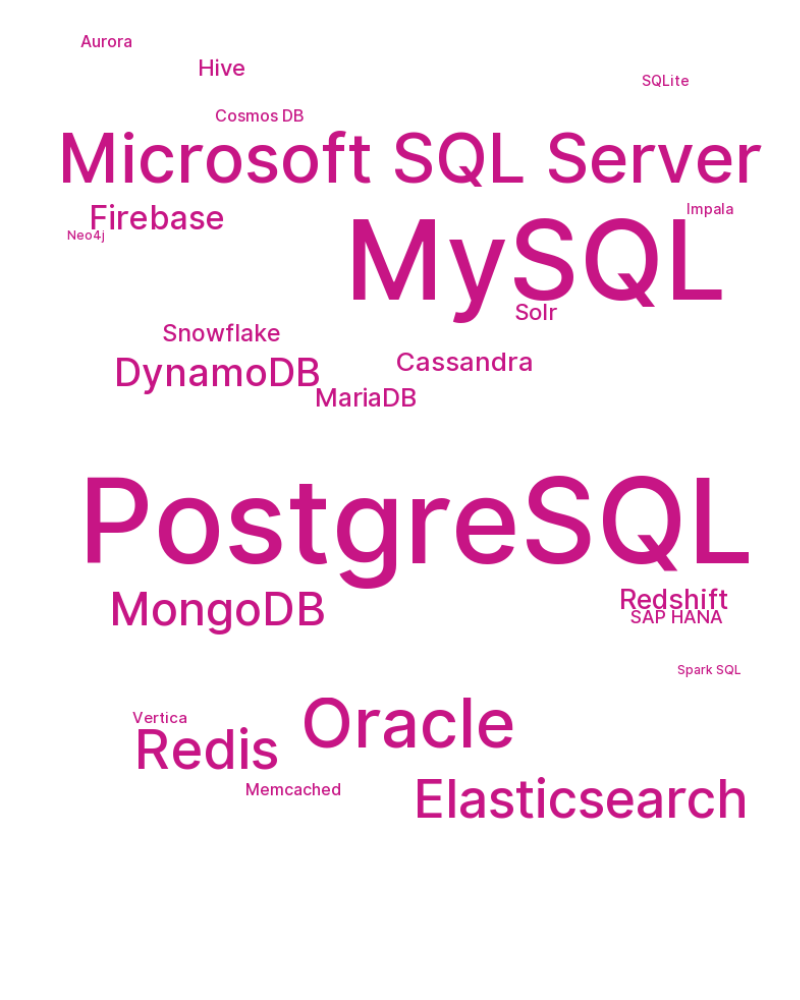 Aurora
Hive
SQLite
Cosmos DB
Microsoft SQL Server
Impala
Firebase
MySQL
Neo4j
Solr
Snowflake
Cassandra
DynamoDB
MariaDB
PostgreSQL
Redshift
MongoDB
SAP HANA
Spark SQL
Vertica
Oracle
Redis
Memcached
Elasticsearch